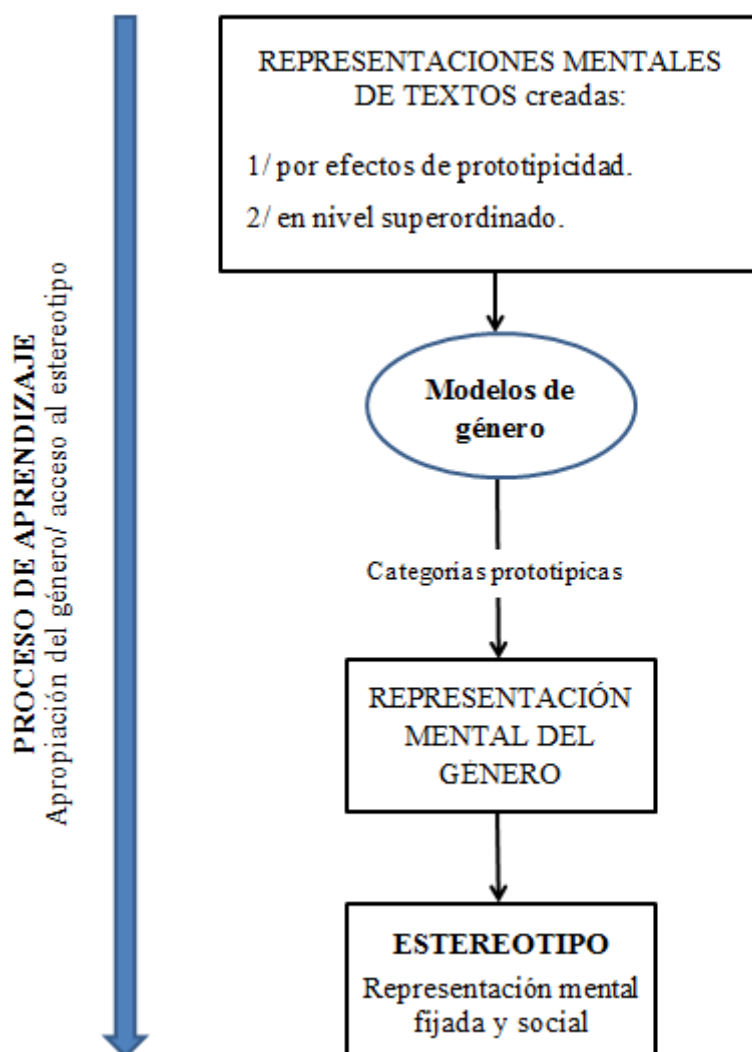 REPRESENTACIONES MENTALES
DE TEXTOS creadas:
1/ por efectos de prototipicidad.
2/ en nivel superordinado.
PROCESO DE APRENDIZAJE
Apropiación del género/ acceso al estereotipo
Modelos de
género
Categorías prototípicas
REPRESENTACIÓN
MENTAL DEL
GÉNERO
ESTEREOTIPO
Representación mental
fijada y social